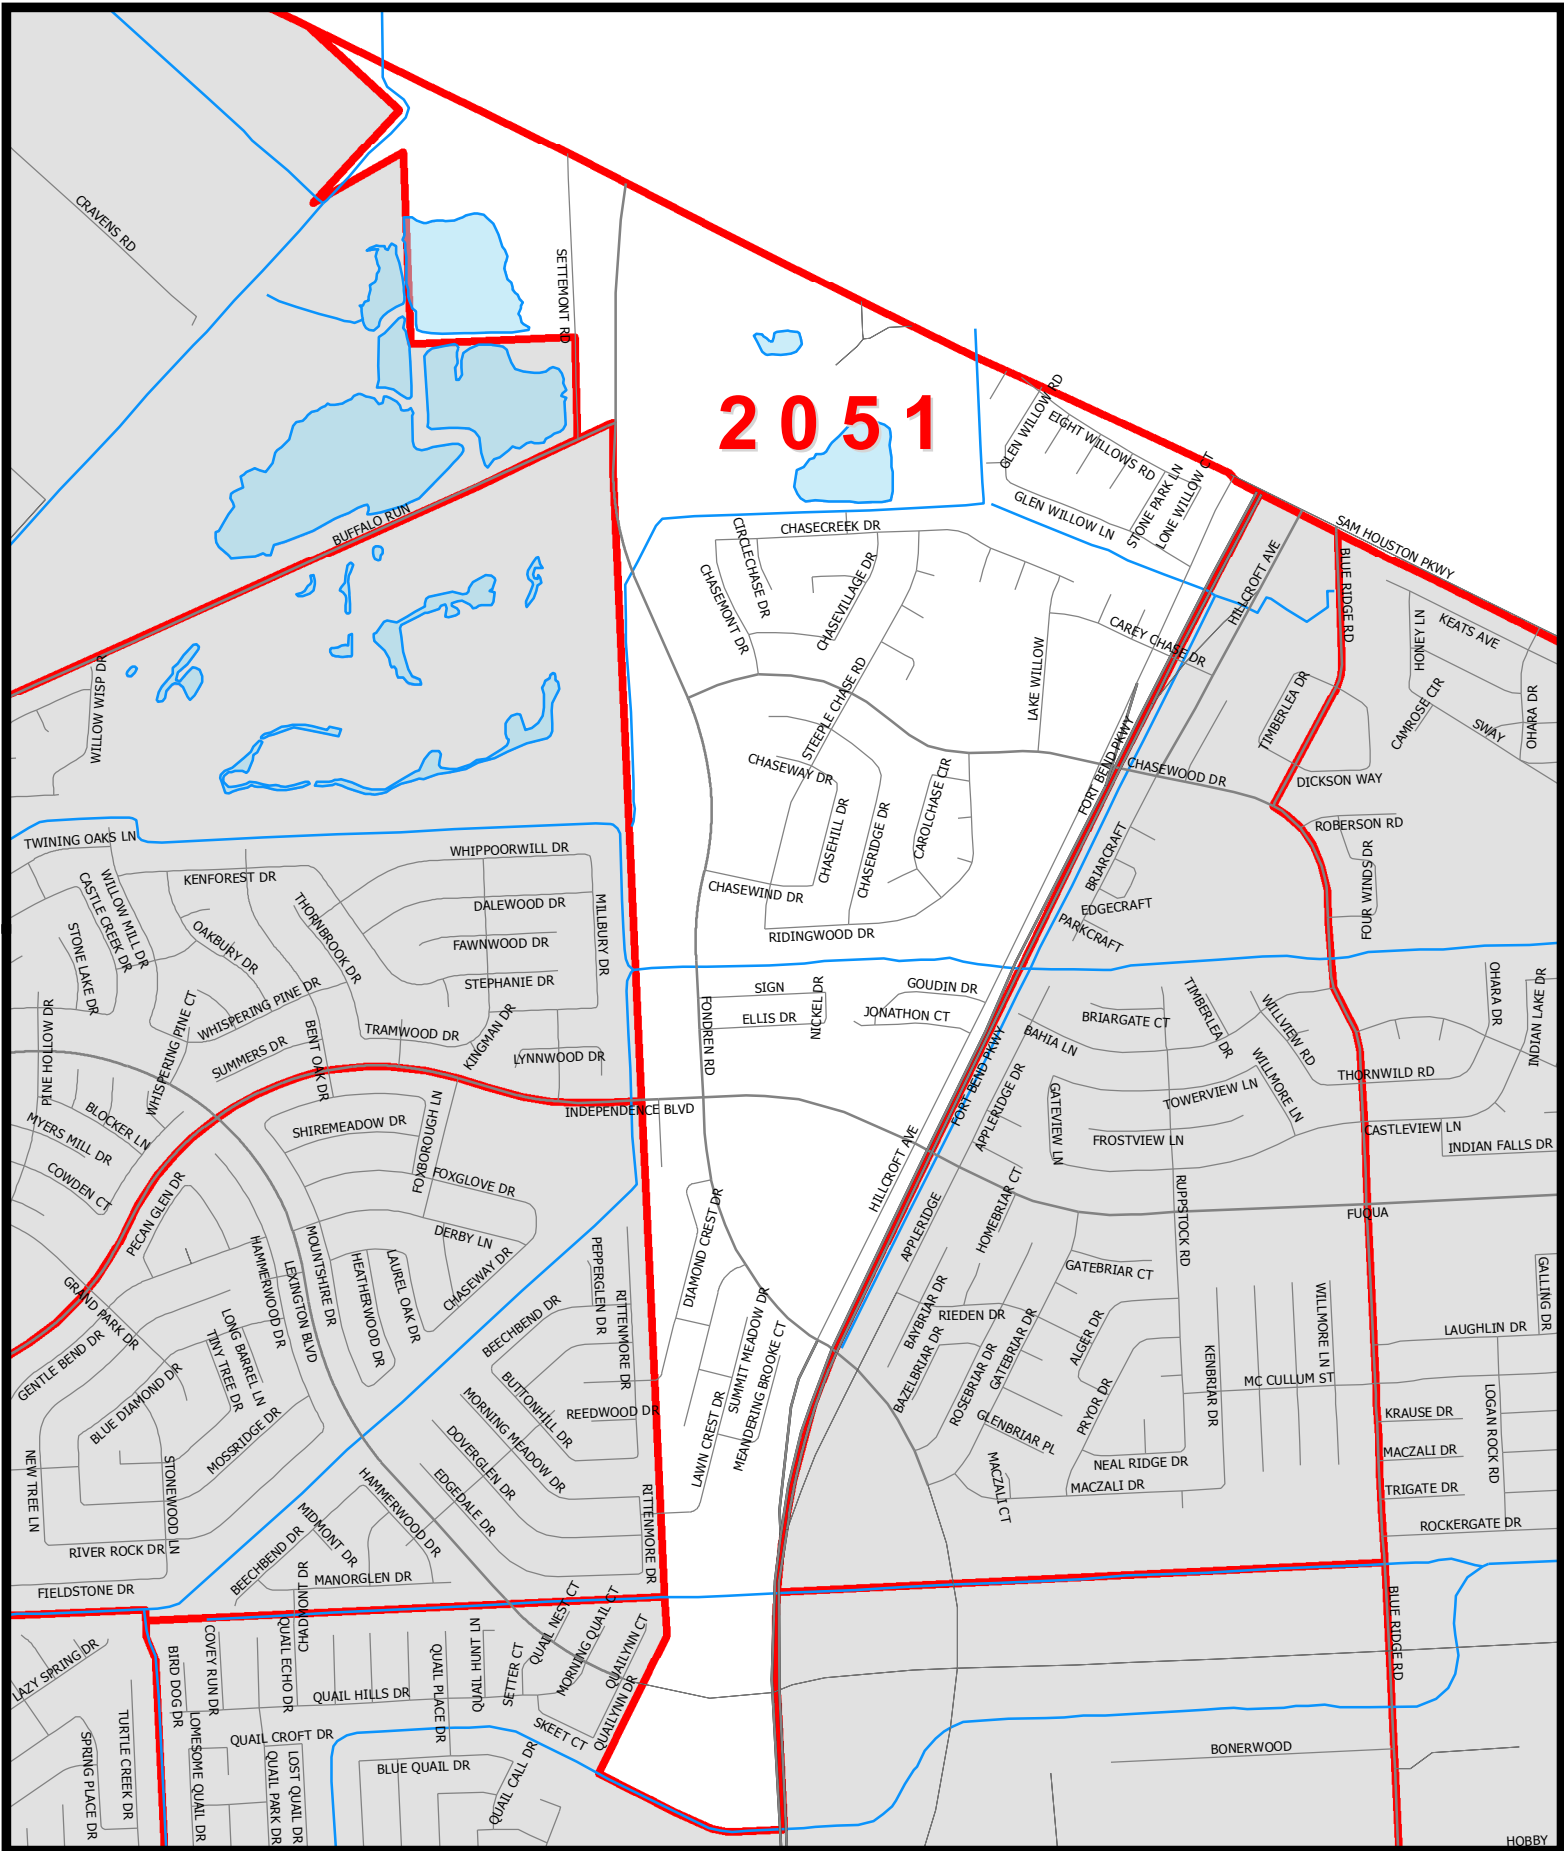 CRAVENS RD
SETTEMONT RD
2051
GLEN WILLOW RD
EIGHT WILLOWS RD
STONE PARK LN
LONE WILLOW CT
GLEN WILLOW LN
SAM HOUSTON PKWY
BUFFALO RUN
CHASECREEK DR
CIRCLECHASE DR
CHASEMONT DR
CHASEVILLAGE DR
HILLCROFT AVE
BLUE RIDGE RD
HONEY LN
KEATS AVE
CAREY CHASE DR
LAKE WILLOW
STEEPLE CHASE RD
WILLOW WISP DR
TIMBERLEA DR
CAMROSE CIR
SWAY
OHARA DR
CHASEWAY DR
CAROLCHASE CIR
FORT BEND PKWY
CHASEWOOD DR
DICKSON WAY
ROBERSON RD
CHASEHILL DR
CHASERIDGE DR
TWINING OAKS LN
WHIPPOORWILL DR
KENFOREST DR
WILLOW MILL DR
CASTLE CREEK DR
THORNBROOK DR
DALEWOOD DR
MILLBURY DR
CHASEWIND DR
BRIARCRAFT
EDGECRAFT
PARKCRAFT
FOUR WINDS DR
STONE LAKE DR
OAKBURY DR
FAWNWOOD DR
RIDINGWOOD DR
STEPHANIE DR
SIGN
NICKEL DR
GOUDIN DR
OHARA DR
INDIAN LAKE DR
PINE HOLLOW DR
WHISPERING PINE CT
WHISPERING PINE DR
BENT OAK DR
TRAMWOOD DR
KINGMAN DR
FONDREN RD
ELLIS DR
JONATHON CT
BRIARGATE CT
TIMBERLEA DR
WILLVIEW RD
SUMMERS DR
LYNNWOOD DR
FORT BEND PKWY
BAHIA LN
WILLMORE LN
THORNWILD RD
BLOCKER LN
MYERS MILL DR
SHIREMEADOW DR
FOXBOROUGH LN
INDEPENDENCE BLVD
APPLERIDGE DR
GATEVIEW LN
TOWERVIEW LN
FROSTVIEW LN
CASTLEVIEW LN
INDIAN FALLS DR
COWDEN CT
FOXGLOVE DR
HILLCROFT AVE
HOMEBRIAR CT
RUPPSTOCK RD
FUQUA
PECAN GLEN DR
DERBY LN
DIAMOND CREST DR
APPLERIDGE
HAMMERWOOD DR
LEXINGTON BLVD
MOUNTSHIRE DR
HEATHERWOOD DR
LAUREL OAK DR
CHASEWAY DR
PEPPERGLEN DR
RITTENMORE DR
GATEBRIAR CT
GALLING DR
GRAND PARK DR
GENTLE BEND DR
LONG BARREL LN
TINY TREE DR
BEECHBEND DR
SUMMIT MEADOW DR
MEANDERING BROOKE CT
BAYBRIAR DR
RIEDEN DR
ALGER DR
WILLMORE LN
LAUGHLIN DR
BLUE DIAMOND DR
BUTTONHILL DR
BAZELBRIAR DR
ROSEBRIAR DR
GATEBRIAR DR
KENBRIAR DR
MC CULLUM ST
MORNING MEADOW DR
REEDWOOD DR
LAWN CREST DR
GLENBRIAR PL
PRYOR DR
KRAUSE DR
LOGAN ROCK RD
MOSSRIDGE DR
DOVERGLEN DR
MACZALI DR
NEW TREE LN
STONEWOOD LN
HAMMERWOOD DR
EDGEDALE DR
RITTENMORE DR
MACZALI CT
NEAL RIDGE DR
MACZALI DR
TRIGATE DR
ROCKERGATE DR
MIDMONT DR
RIVER ROCK DR
BEECHBEND DR
MANORGLEN DR
CHADMONT DR
FIELDSTONE DR
BLUE RIDGE RD
LAZY SPRING DR
BIRD DOG DR
COVEY RUN DR
QUAIL ECHO DR
QUAIL HILLS DR
QUAIL PLACE DR
QUAIL HUNT LN
SETTER CT
QUAIL NEST CT
MORNING QUAIL CT
QUAILYNN CT
QUAILYNN DR
SKEET CT
SPRING PLACE DR
TURTLE CREEK DR
LOMESOME QUAIL DR
QUAIL CROFT DR
QUAIL PARK DR
LOST QUAIL DR
BLUE QUAIL DR
QUAIL CALL DR
BONERWOOD
HOBBY